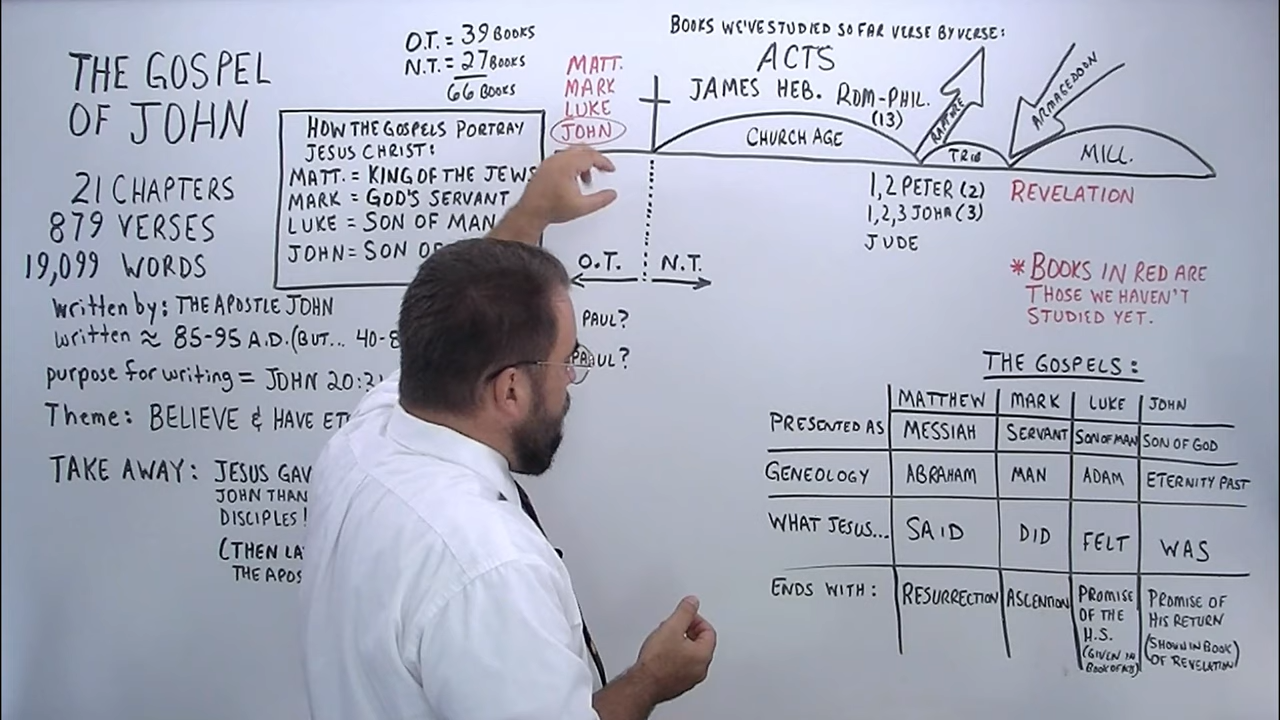 THE GOSPEL
OF JOHN
21 CHAPTERS
879 VERSES
19,099 WORDS
written by: THE APOSTLE JOHN
written ≈ 85-95 A.D. (BUT... 40-
purpose for writing = JOHN 20:31
Theme: BELIEVE & HAVE
TAKE AWAY: JESUS
JOHN THAN
DISCIPLES!
(THEN
THE
O.T. = 39 BOOKS
N.T. = 27 BOOKS
66 BOOKS
HOW THE GOSPELS PORTRAY
JESUS CHRIST:
MATT. = KING OF THE JEWS
MARK = GOD'S SERVANT
LUKE = SON OF MAN
JOHN = SON OF
MATT.
MARK
LUKE
JOHN
BOOKS WE'VE STUDIED SO FAR VERSE BY VERSE:
ACTS
JAMES HEB. ROM-PHIL.
(13)
CHURCH AGE
RAPTURE
TRIB
ARMAGEDDON
MILL.
1,2 PETER (2)
1,2,3 JOHN (3)
JUDE
REVELATION
O.T. N.T.
PAUL?
PAUL?
*BOOKS IN RED ARE
THOSE WE HAVEN'T
STUDIED YET.
THE GOSPELS:
MATTHEW MARK LUKE JOHN
PRESENTED AS MESSIAH SERVANT SON OF MAN SON OF GOD
GENEOLOGY ABRAHAM MAN ADAM ETERNITY PAST
WHAT JESUS... SAID DID FELT WAS
ENDS WITH: RESURRECTION ASCENTION PROMISE OF THE H.S. (GIVEN IN BOOK OF PROMISE OF HIS RETURN (SHOWN IN BOOK OF REVELATION)